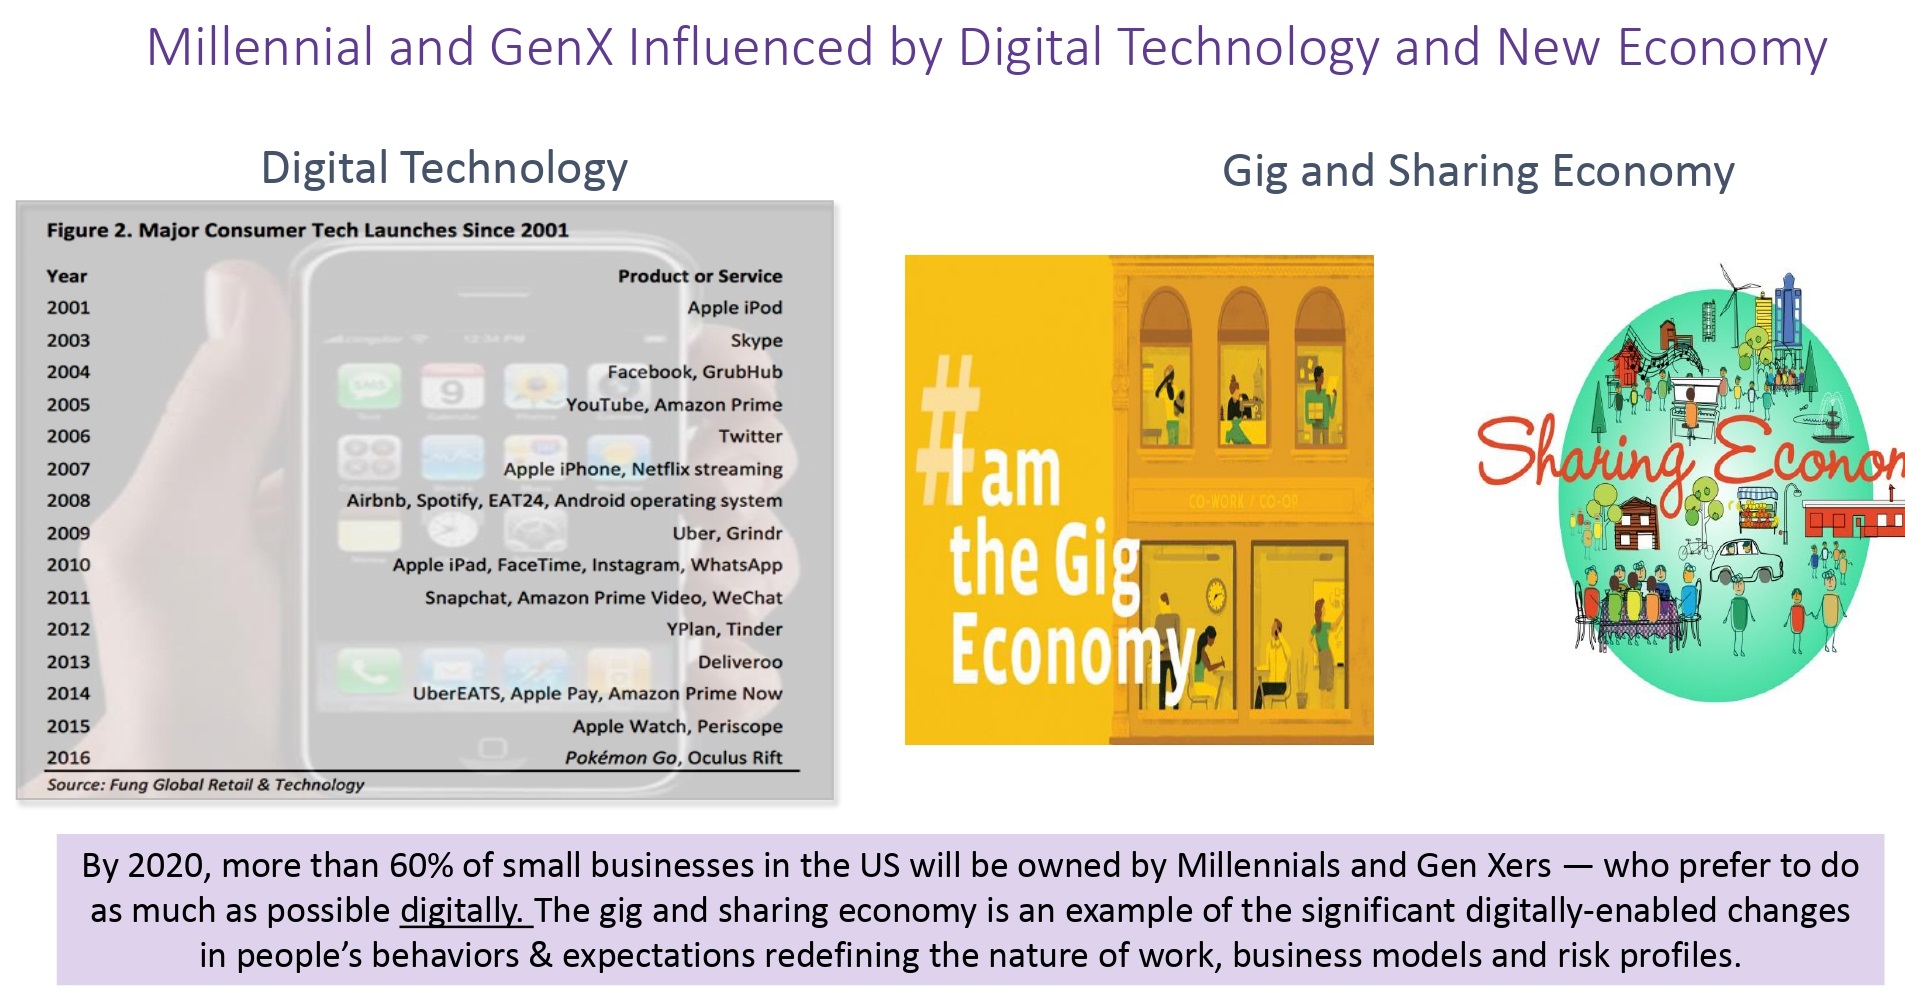 Millennial and GenX Influenced by Digital Technology and New Economy
Digital Technology
Figure 2. Major Consumer Tech Launches Since 2001
Year Product or Service
2001 Apple iPod
2003 Skype
2004 Facebook, GrubHub
2005 YouTube, Amazon Prime
2006 Twitter
2007 Apple iPhone, Netflix streaming
2008 Airbnb, Spotify, EAT24, Android operating system
2009 Uber, Grindr
2010 Apple iPad, FaceTime, Instagram, WhatsApp
2011 Snapchat, Amazon Prime Video, WeChat
2012 YPlan, Tinder
2013 Deliveroo
2014 UberEATS, Apple Pay, Amazon Prime Now
2015 Apple Watch, Periscope
2016 Pokémon Go, Oculus Rift
Source: Fung Global Retail & Technology
12:34 PM
SMS
9
Gig and Sharing Economy
#
I am
the Gig
Economy
CO-WORK / CO-OP
Sharing Econom
By 2020, more than 60% of small businesses in the US will be owned by Millennials and Gen Xers — who prefer to do
as much as possible digitally. The gig and sharing economy is an example of the significant digitally-enabled changes
in people’s behaviors & expectations redefining the nature of work, business models and risk profiles.